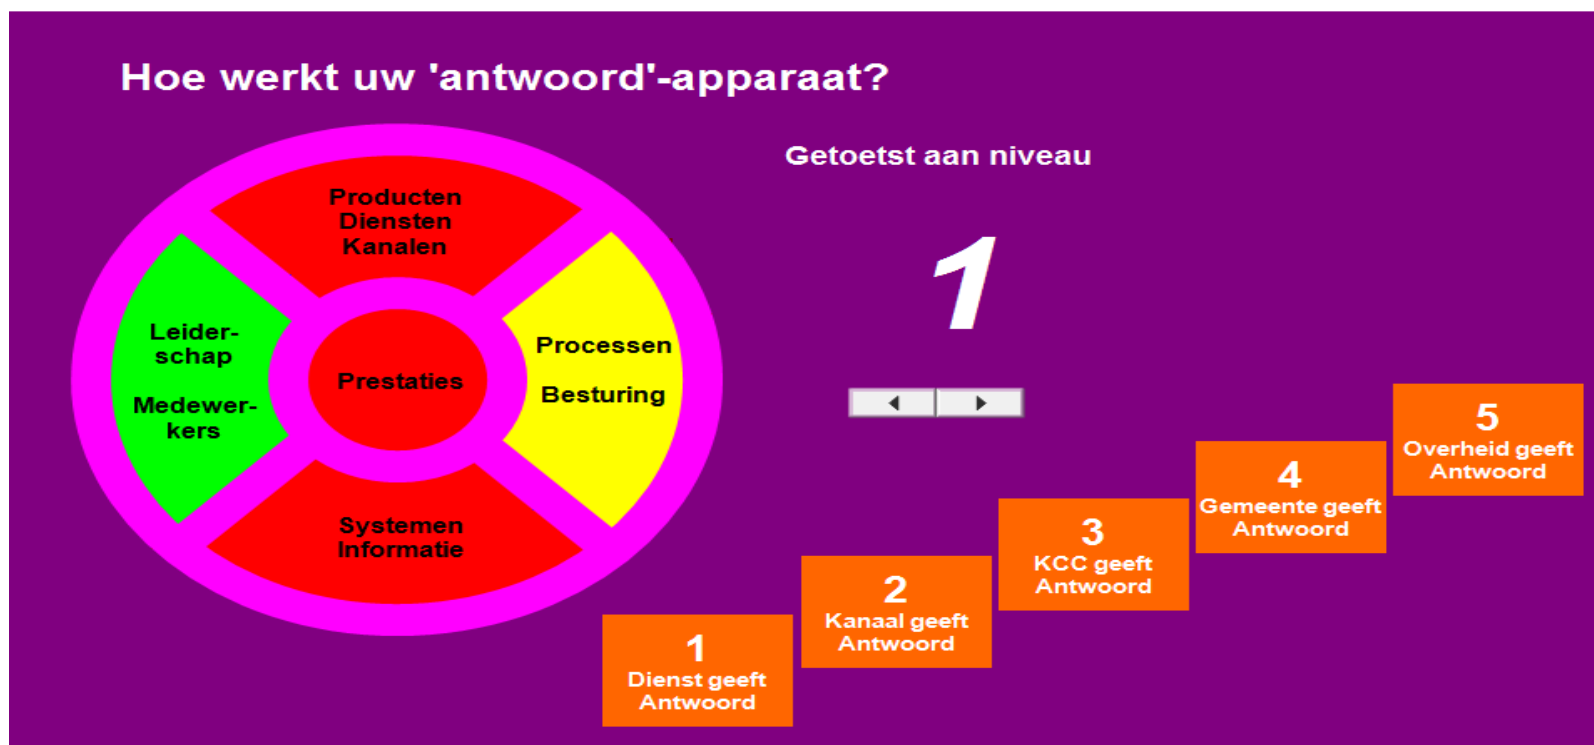 Hoe werkt uw 'antwoord'-apparaat?
Getoetst aan niveau
1
Producten
Diensten
Kanalen
Leider-
schap
Medewer-
kers
Prestaties
Processen
Besturing
Systemen
Informatie
1
Dienst geeft
Antwoord
2
Kanaal geeft
Antwoord
3
KCC geeft
Antwoord
4
Gemeente geeft
Antwoord
5
Overheid geeft
Antwoord